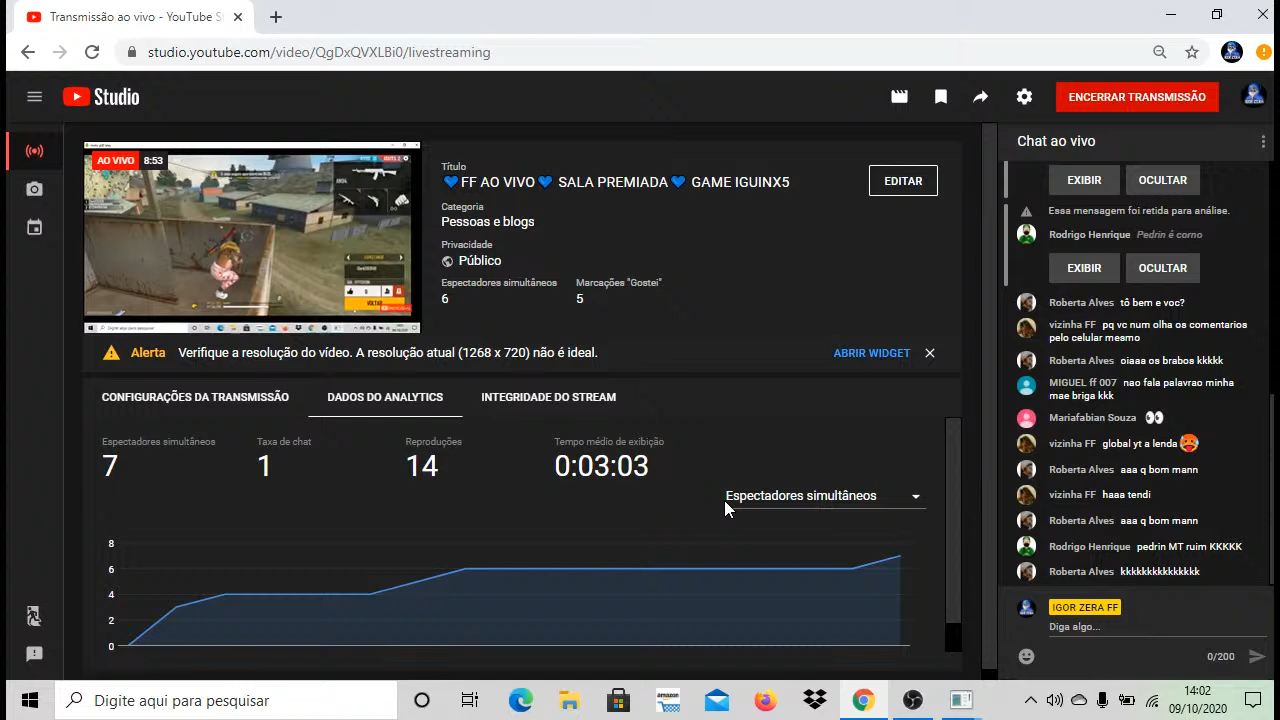 Transmissão ao vivo - YouTube S
studio.youtube.com/video/QgDxQVXLBi0/livestreaming
Studio
ENCERRAR TRANSMISSÃO
AO VIVO 8:53
VOLTAR
Título
💙FF AO VIVO💙 SALA PREMIADA💙 GAME IGUINX5
EDITAR
Categoria
Pessoas e blogs
Privacidade
Público
Espectadores simultâneos
6
Marcações "Gostei"
5
Alerta Verifique a resolução do vídeo. A resolução atual (1268 x 720) não é ideal.
ABRIR WIDGET
CONFIGURAÇÕES DA TRANSMISSÃO
DADOS DO ANALYTICS
INTEGRIDADE DO STREAM
Espectadores simultâneos
7
Taxa de chat
1
Reproduções
14
Tempo médio de exibição
0:03:03
Espectadores simultâneos
8
6
4
2
0
Chat ao vivo
EXIBIR OCULTAR
Essa mensagem foi retida para análise.
Rodrigo Henrique Pedrin é corno
EXIBIR OCULTAR
Roberta Alves tô bem e voc?
vizinha FF pq vc num olha os comentarios
pelo celular mesmo
Roberta Alves oiaaa os brabos kkkkk
MIGUEL ff 007 nao fala palavrao minha
mae briga kkk
Mariafabian Souza 👀
vizinha FF global yt a lenda🥵
Roberta Alves aaa q bom mann
vizinha FF haaa tendi
Roberta Alves aaa q bom mann
Rodrigo Henrique pedrin MT ruim KKKKK
Roberta Alves kkkkkkkkkkkkkkk
IGOR ZERA FF
Diga algo...
0/200
Digite aqui para pesquisar
amazon
14:02
09/10/2020